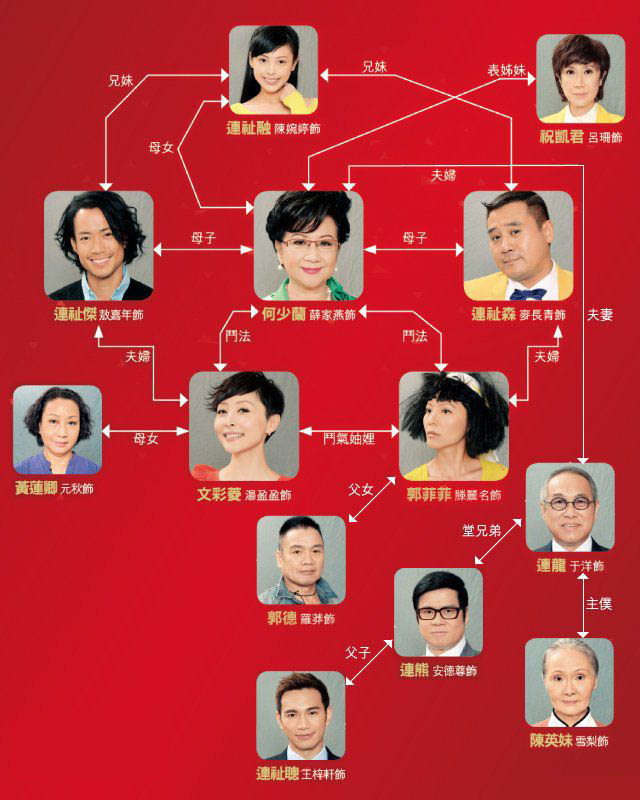 兄妹
兄妹
表姊妹
連祉融 陳婉婷飾
祝凱君 呂珊飾
母女
夫婦
母子
母子
連祉傑 敖嘉年飾
何少蘭 薛家燕飾
連祉森 麥長青飾
夫妻
鬥法
鬥法
夫婦
夫婦
母女
鬥氣妯娌
黃蓮卿 元秋飾
文彩菱 湯盈盈飾
郭菲菲 滕麗名飾
父女
堂兄弟
連龍 于洋飾
主僕
郭德 羅莽飾
父子
連熊 安德尊飾
陳英妹 雪梨飾
連祉聰 王梓軒飾